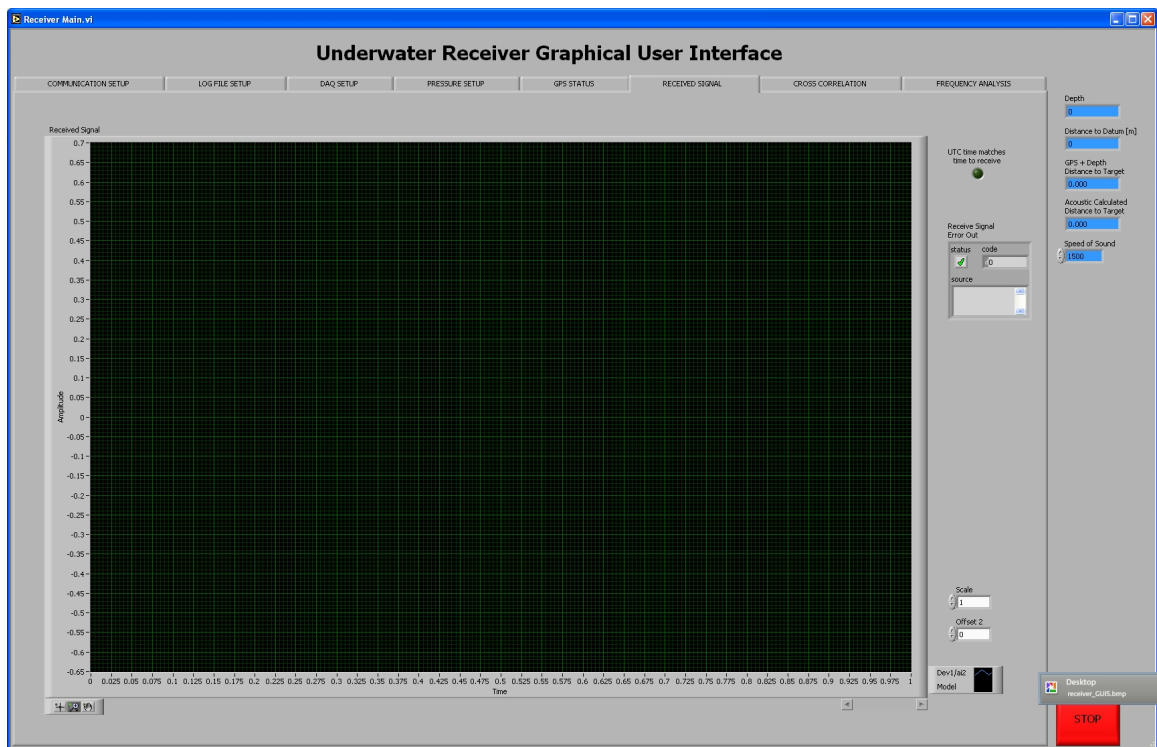 Receiver Main.vi
Underwater Receiver Graphical User Interface
COMMUNICATION SETUP
LOG FILE SETUP
DAQ SETUP
PRESSURE SETUP
GPS STATUS
RECEIVED SIGNAL
CROSS CORRELATION
FREQUENCY ANALYSIS
Received Signal
0.7
0.65
0.6
0.55
0.5
0.45
0.4
0.35
0.3
0.25
0.2
0.15
0.1
0.05
0
-0.05
-0.1
-0.15
-0.2
-0.25
-0.3
-0.35
-0.4
-0.45
-0.5
-0.55
-0.6
-0.65
Amplitude
0 0.025 0.05 0.075 0.1 0.125 0.15 0.175 0.2 0.225 0.25 0.275 0.3 0.325 0.35 0.375 0.4 0.425 0.45 0.475 0.5 0.525 0.55 0.575 0.6 0.625 0.65 0.675 0.7 0.725 0.75 0.775 0.8 0.825 0.85 0.875 0.9 0.925 0.95 0.975 1
Time
UTC time matches
time to receive
Receive Signal
Error Out
status code
0
source
Scale
1
Offset 2
0
Dev1/ai2
Model
Depth
0
Distance to Datum [m]
0
GPS + Depth
Distance to Target
0.000
Acoustic Calculated
Distance to Target
0.000
Speed of Sound
1500
Desktop
receiver_GUI5.bmp
STOP